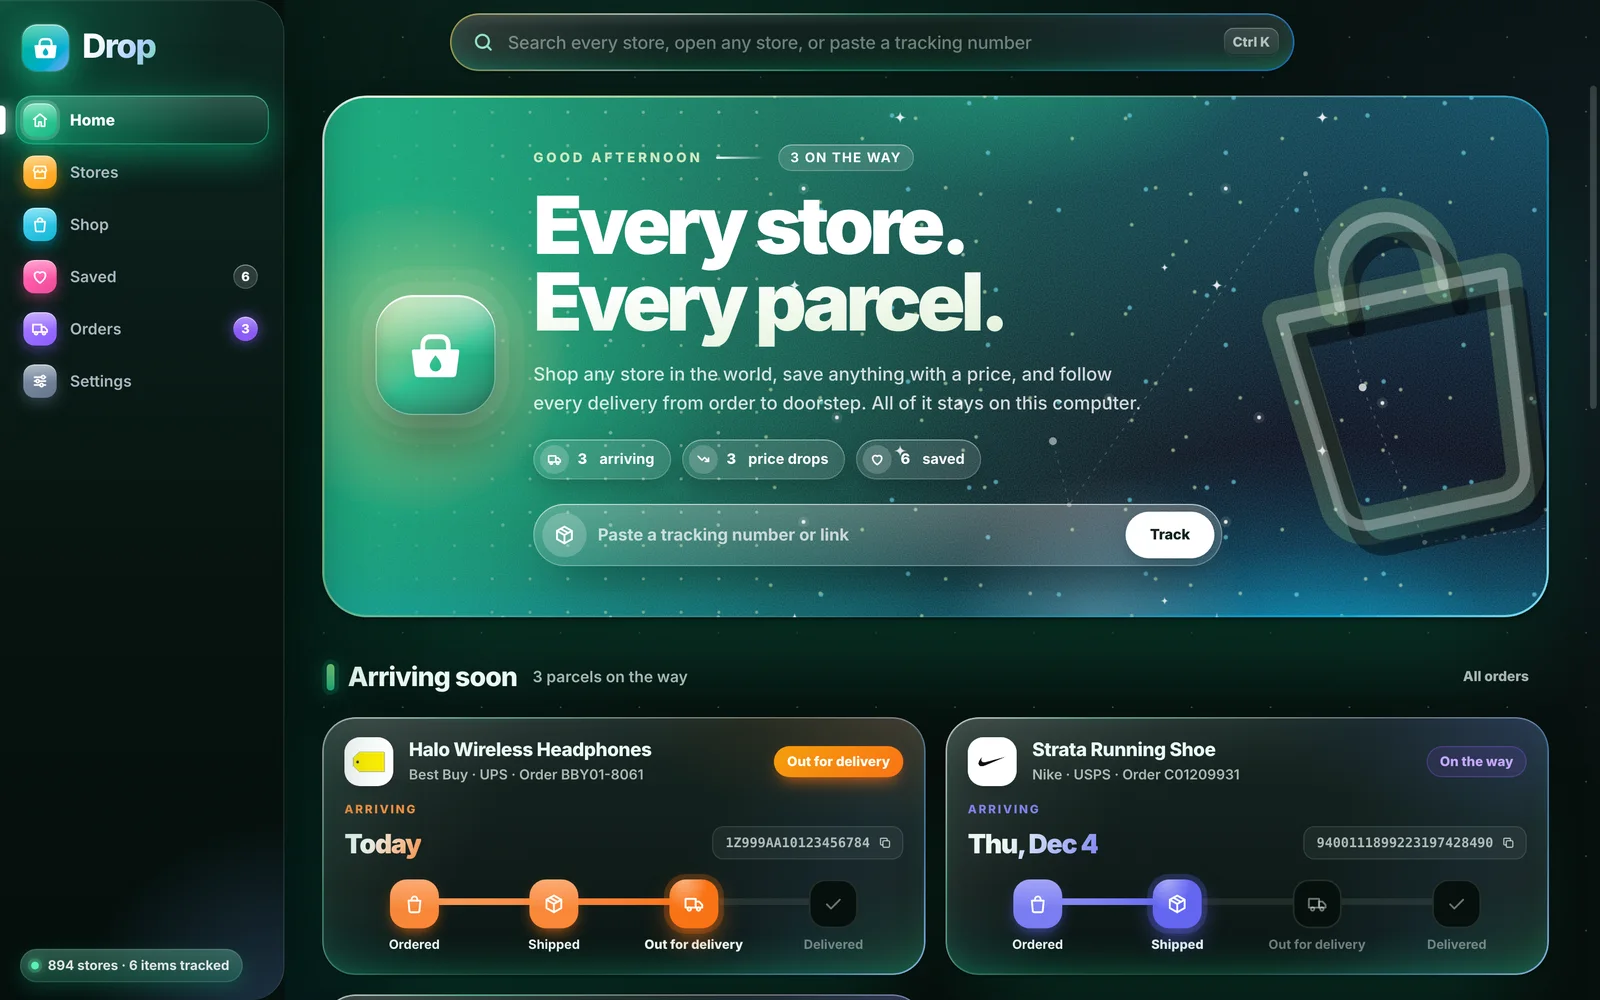 Drop
Search every store, open any store, or paste a tracking number
Ctrl K
Home
Stores
Shop
Saved
6
Orders
3
Settings
894 stores · 6 items tracked
GOOD AFTERNOON
3 ON THE WAY
Every store.
Every parcel.
Shop any store in the world, save anything with a price, and follow
every delivery from order to doorstep. All of it stays on this computer.
3 arriving
3 price drops
6 saved
Paste a tracking number or link
Track
Arriving soon
3 parcels on the way
All orders
Halo Wireless Headphones
Best Buy · UPS · Order BBY01-8061
Out for delivery
ARRIVING
Today
1Z999AA10123456784
Ordered
Shipped
Out for delivery
Delivered
Strata Running Shoe
Nike · USPS · Order C01209931
On the way
ARRIVING
Thu, Dec 4
9400111899223197428490
Ordered
Shipped
Out for delivery
Delivered